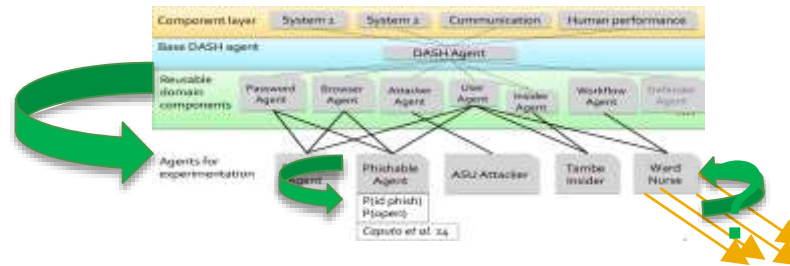 Component layer
System 1
System 2
Communication
Human performance
Base DASH agent
DASH Agent
Reusable
domain
components
Password
Agent
Browser
Agent
Attacker
Agent
User
Agent
Insider
Agent
Workflow
Agent
Defender
Agent
Agents for
experimentation
Agent
Phishable
Agent
ASU Attacker
Tambe
Insider
Ward
Nurse
P(id phish)
P(open)
Caputo et al. 14